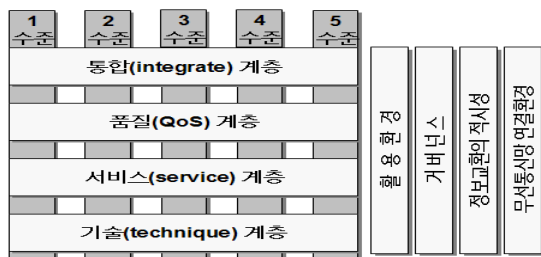 1 2 3 4 5
수준 수준 수준 수준 수준
통합(integrate) 계층
품질(QoS) 계층
서비스(service) 계층
기술(technique) 계층
활용환경
거버넌스
정보교환의 적시성
무선통신망 연결환경